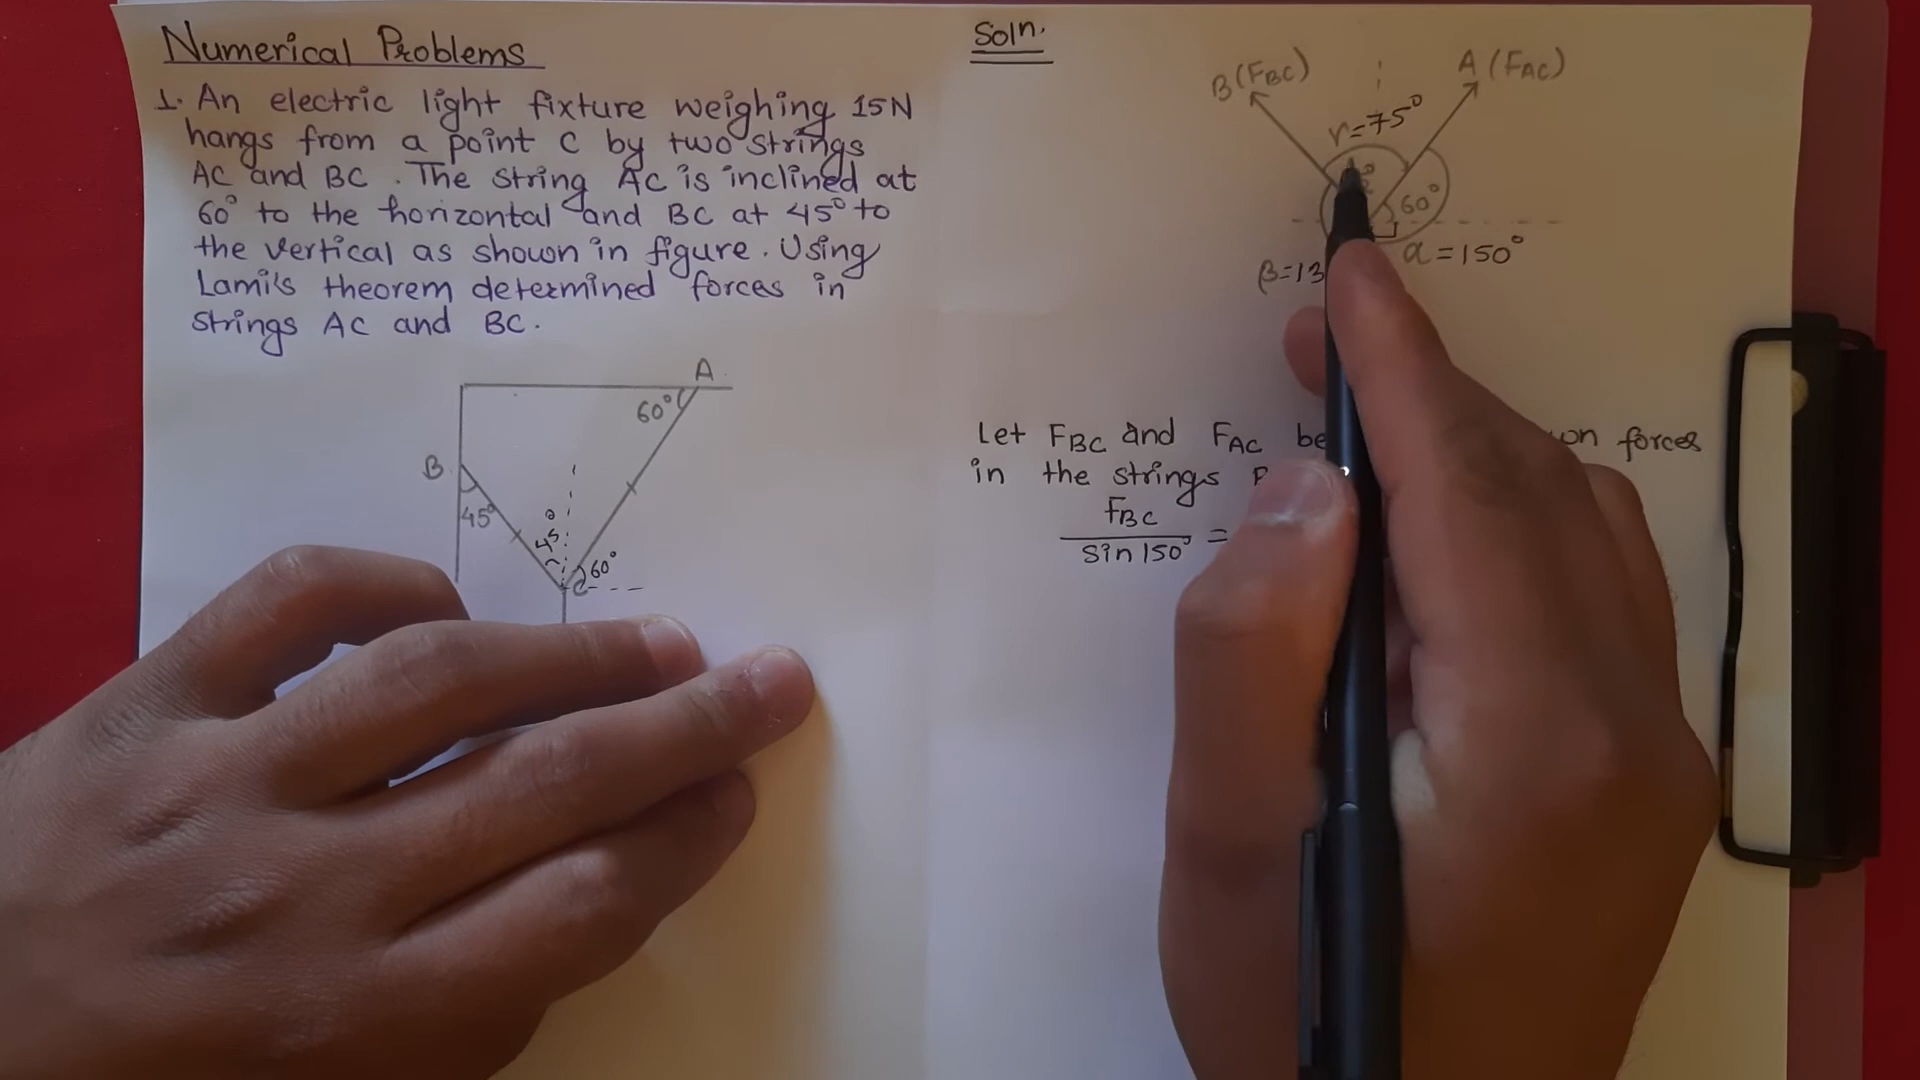 Numerical Problems
1. An electric light fixture weighing 15N
hangs from a point C by two strings
AC and BC. The string AC is inclined at
60° to the horizontal and BC at 45° to
the vertical as shown in figure. Using
Lami's theorem determined forces in
strings AC and BC.
A
60°
B
45°
45°
60°
C
Soln.
B (FBC)
A (FAC)
r=75°
60°
α=150°
β=13
Let FBC and FAC be
forces
in the strings
FBC
Sin 150° =